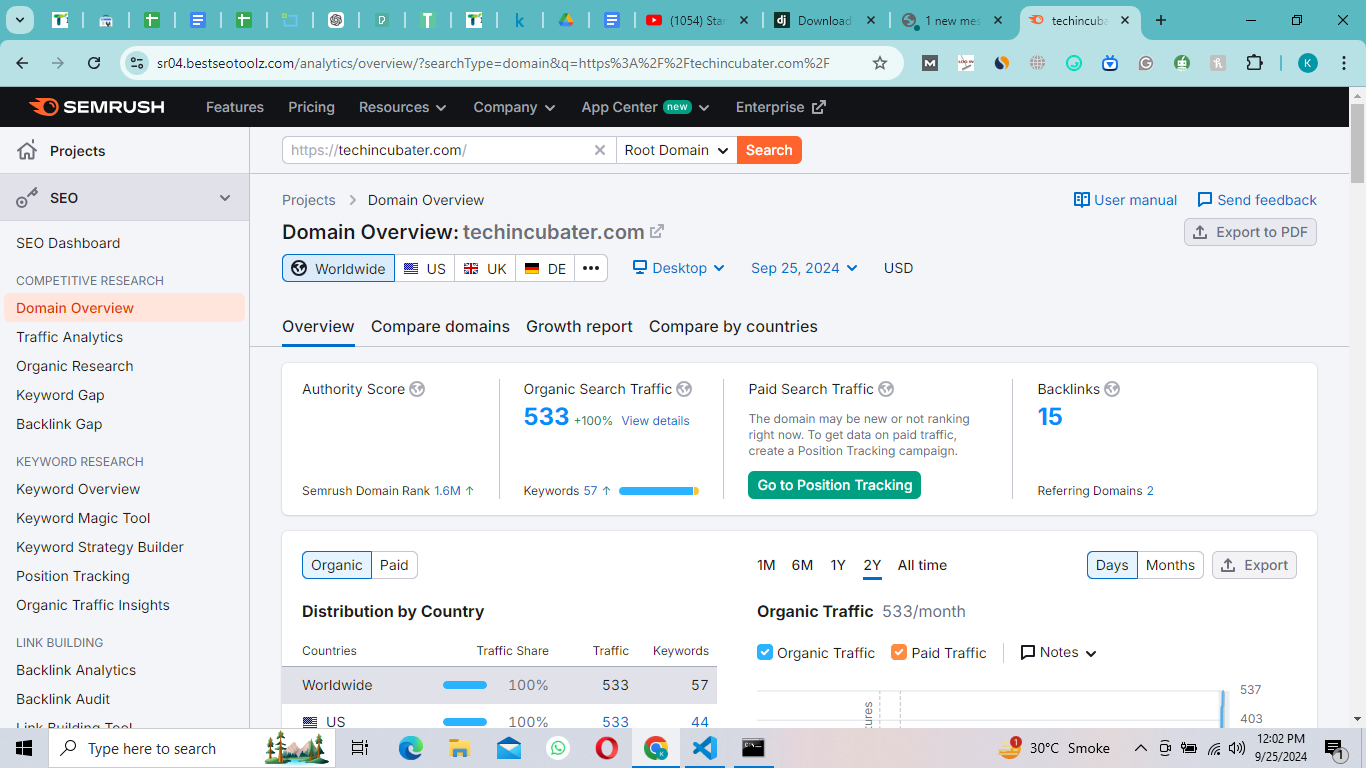 (1054) Star
Download
1 new mes
techincuba
sr04.bestseotoolz.com/analytics/overview/?searchType=domain&q=https%3A%2F%2Ftechincubater.com%2F
K
SEMRUSH
Features
Pricing
Resources
Company
App Center new
Enterprise
Projects
https://techincubater.com/
Root Domain
Search
SEO
SEO Dashboard
COMPETITIVE RESEARCH
Domain Overview
Traffic Analytics
Organic Research
Keyword Gap
Backlink Gap
KEYWORD RESEARCH
Keyword Overview
Keyword Magic Tool
Keyword Strategy Builder
Position Tracking
Organic Traffic Insights
LINK BUILDING
Backlink Analytics
Backlink Audit
Link Building Tool
Projects > Domain Overview
User manual
Send feedback
Domain Overview: techincubater.com
Export to PDF
Worldwide
US
UK
DE
•••
Desktop
Sep 25, 2024
USD
Overview
Compare domains
Growth report
Compare by countries
Authority Score
Semrush Domain Rank 1.6M ↑
Organic Search Traffic
533 +100% View details
Keywords 57 ↑
Paid Search Traffic
The domain may be new or not ranking
right now. To get data on paid traffic,
create a Position Tracking campaign.
Go to Position Tracking
Backlinks
15
Referring Domains 2
Organic
Paid
1M
6M
1Y
2Y
All time
Days
Months
Export
Distribution by Country
Countries Traffic Share Traffic Keywords
Worldwide 100% 533 57
US 100% 533 44
Organic Traffic 533/month
Organic Traffic
Paid Traffic
Notes
537
403
Type here to search
1
30°C Smoke
12:02 PM
9/25/2024
1